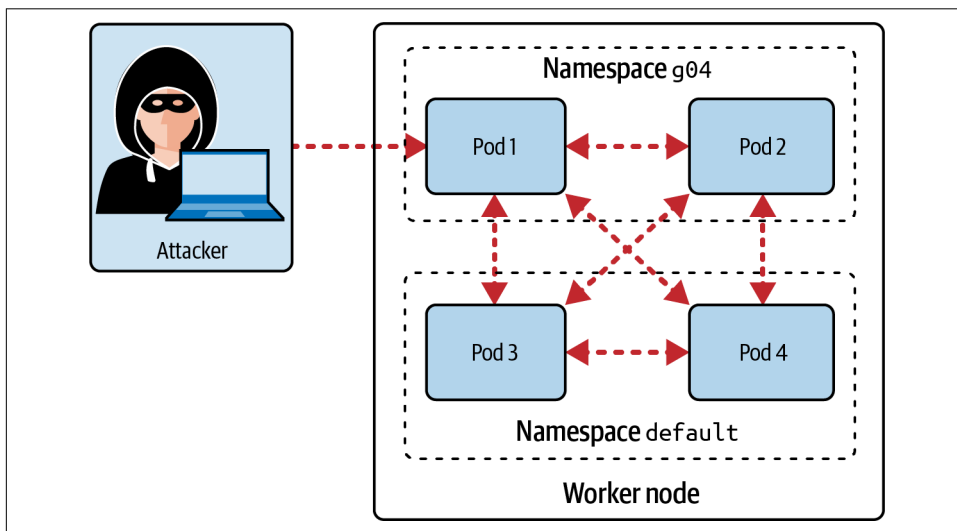 Namespace g04
Pod 1
Pod 2
Attacker
Pod 3
Pod 4
Namespace default
Worker node